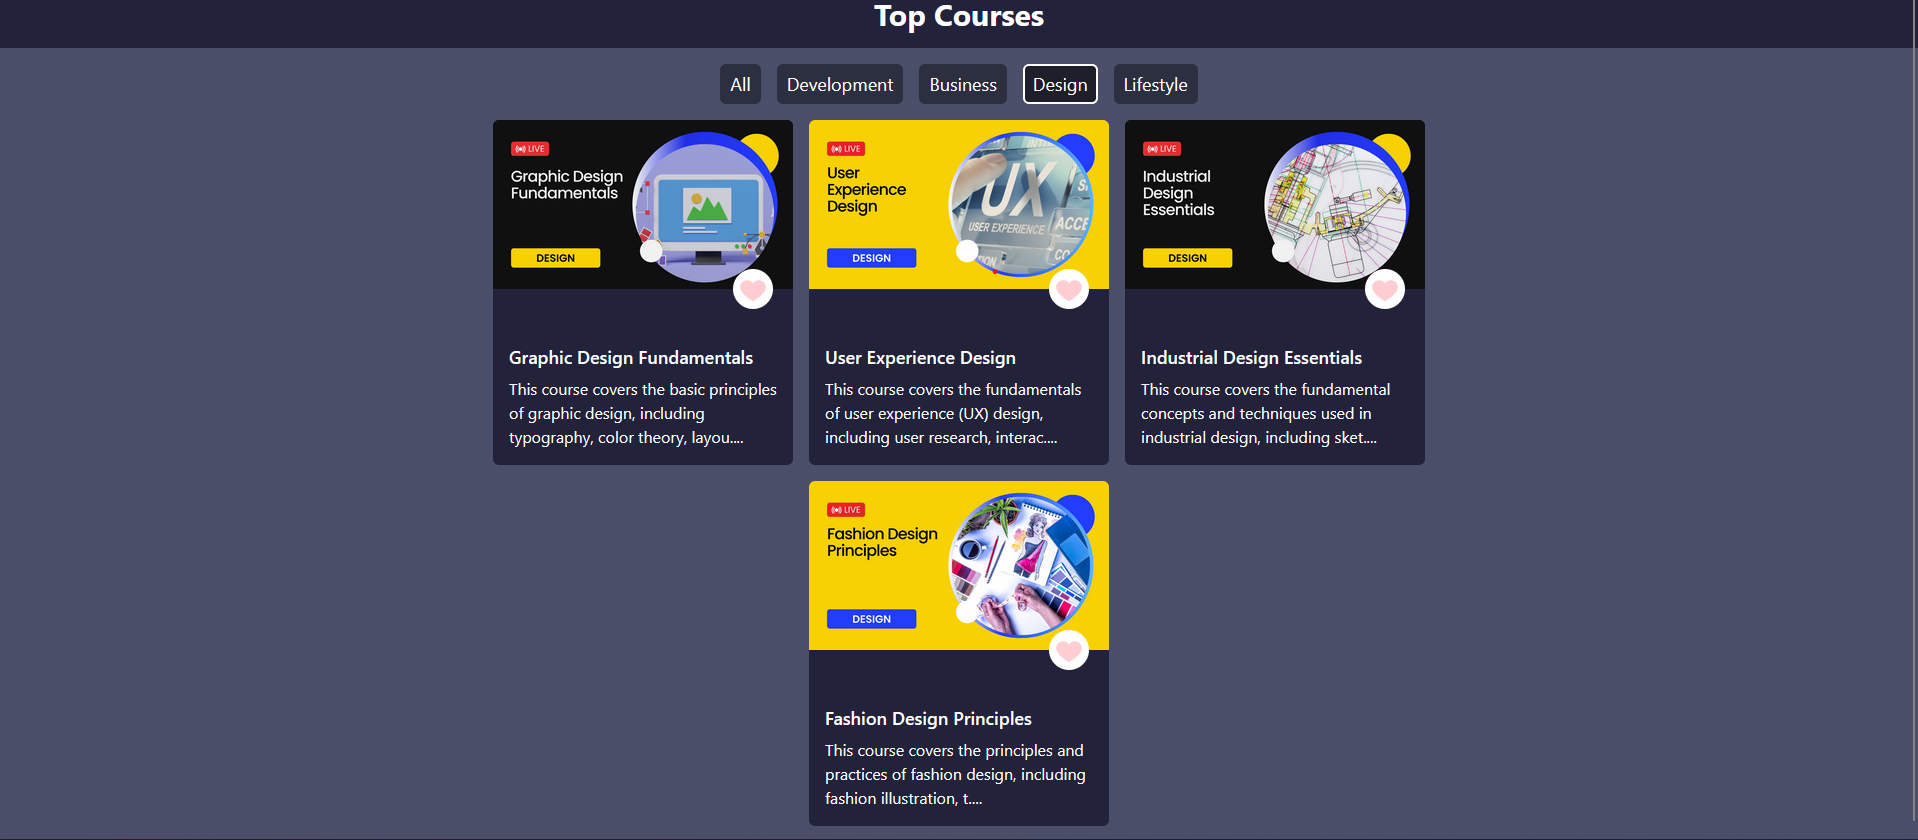 Top Courses
All
Development
Business
Design
Lifestyle
LIVE
Graphic Design
Fundamentals
DESIGN
Graphic Design Fundamentals
This course covers the basic principles
of graphic design, including
typography, color theory, layou....
LIVE
User
Experience
Design
UX
USER EXPERIENCE
ACCE
DESIGN
User Experience Design
This course covers the fundamentals
of user experience (UX) design,
including user research, interac....
LIVE
Industrial
Design
Essentials
DESIGN
Industrial Design Essentials
This course covers the fundamental
concepts and techniques used in
industrial design, including sket....
LIVE
Fashion Design
Principles
DESIGN
Fashion Design Principles
This course covers the principles and
practices of fashion design, including
fashion illustration, t....